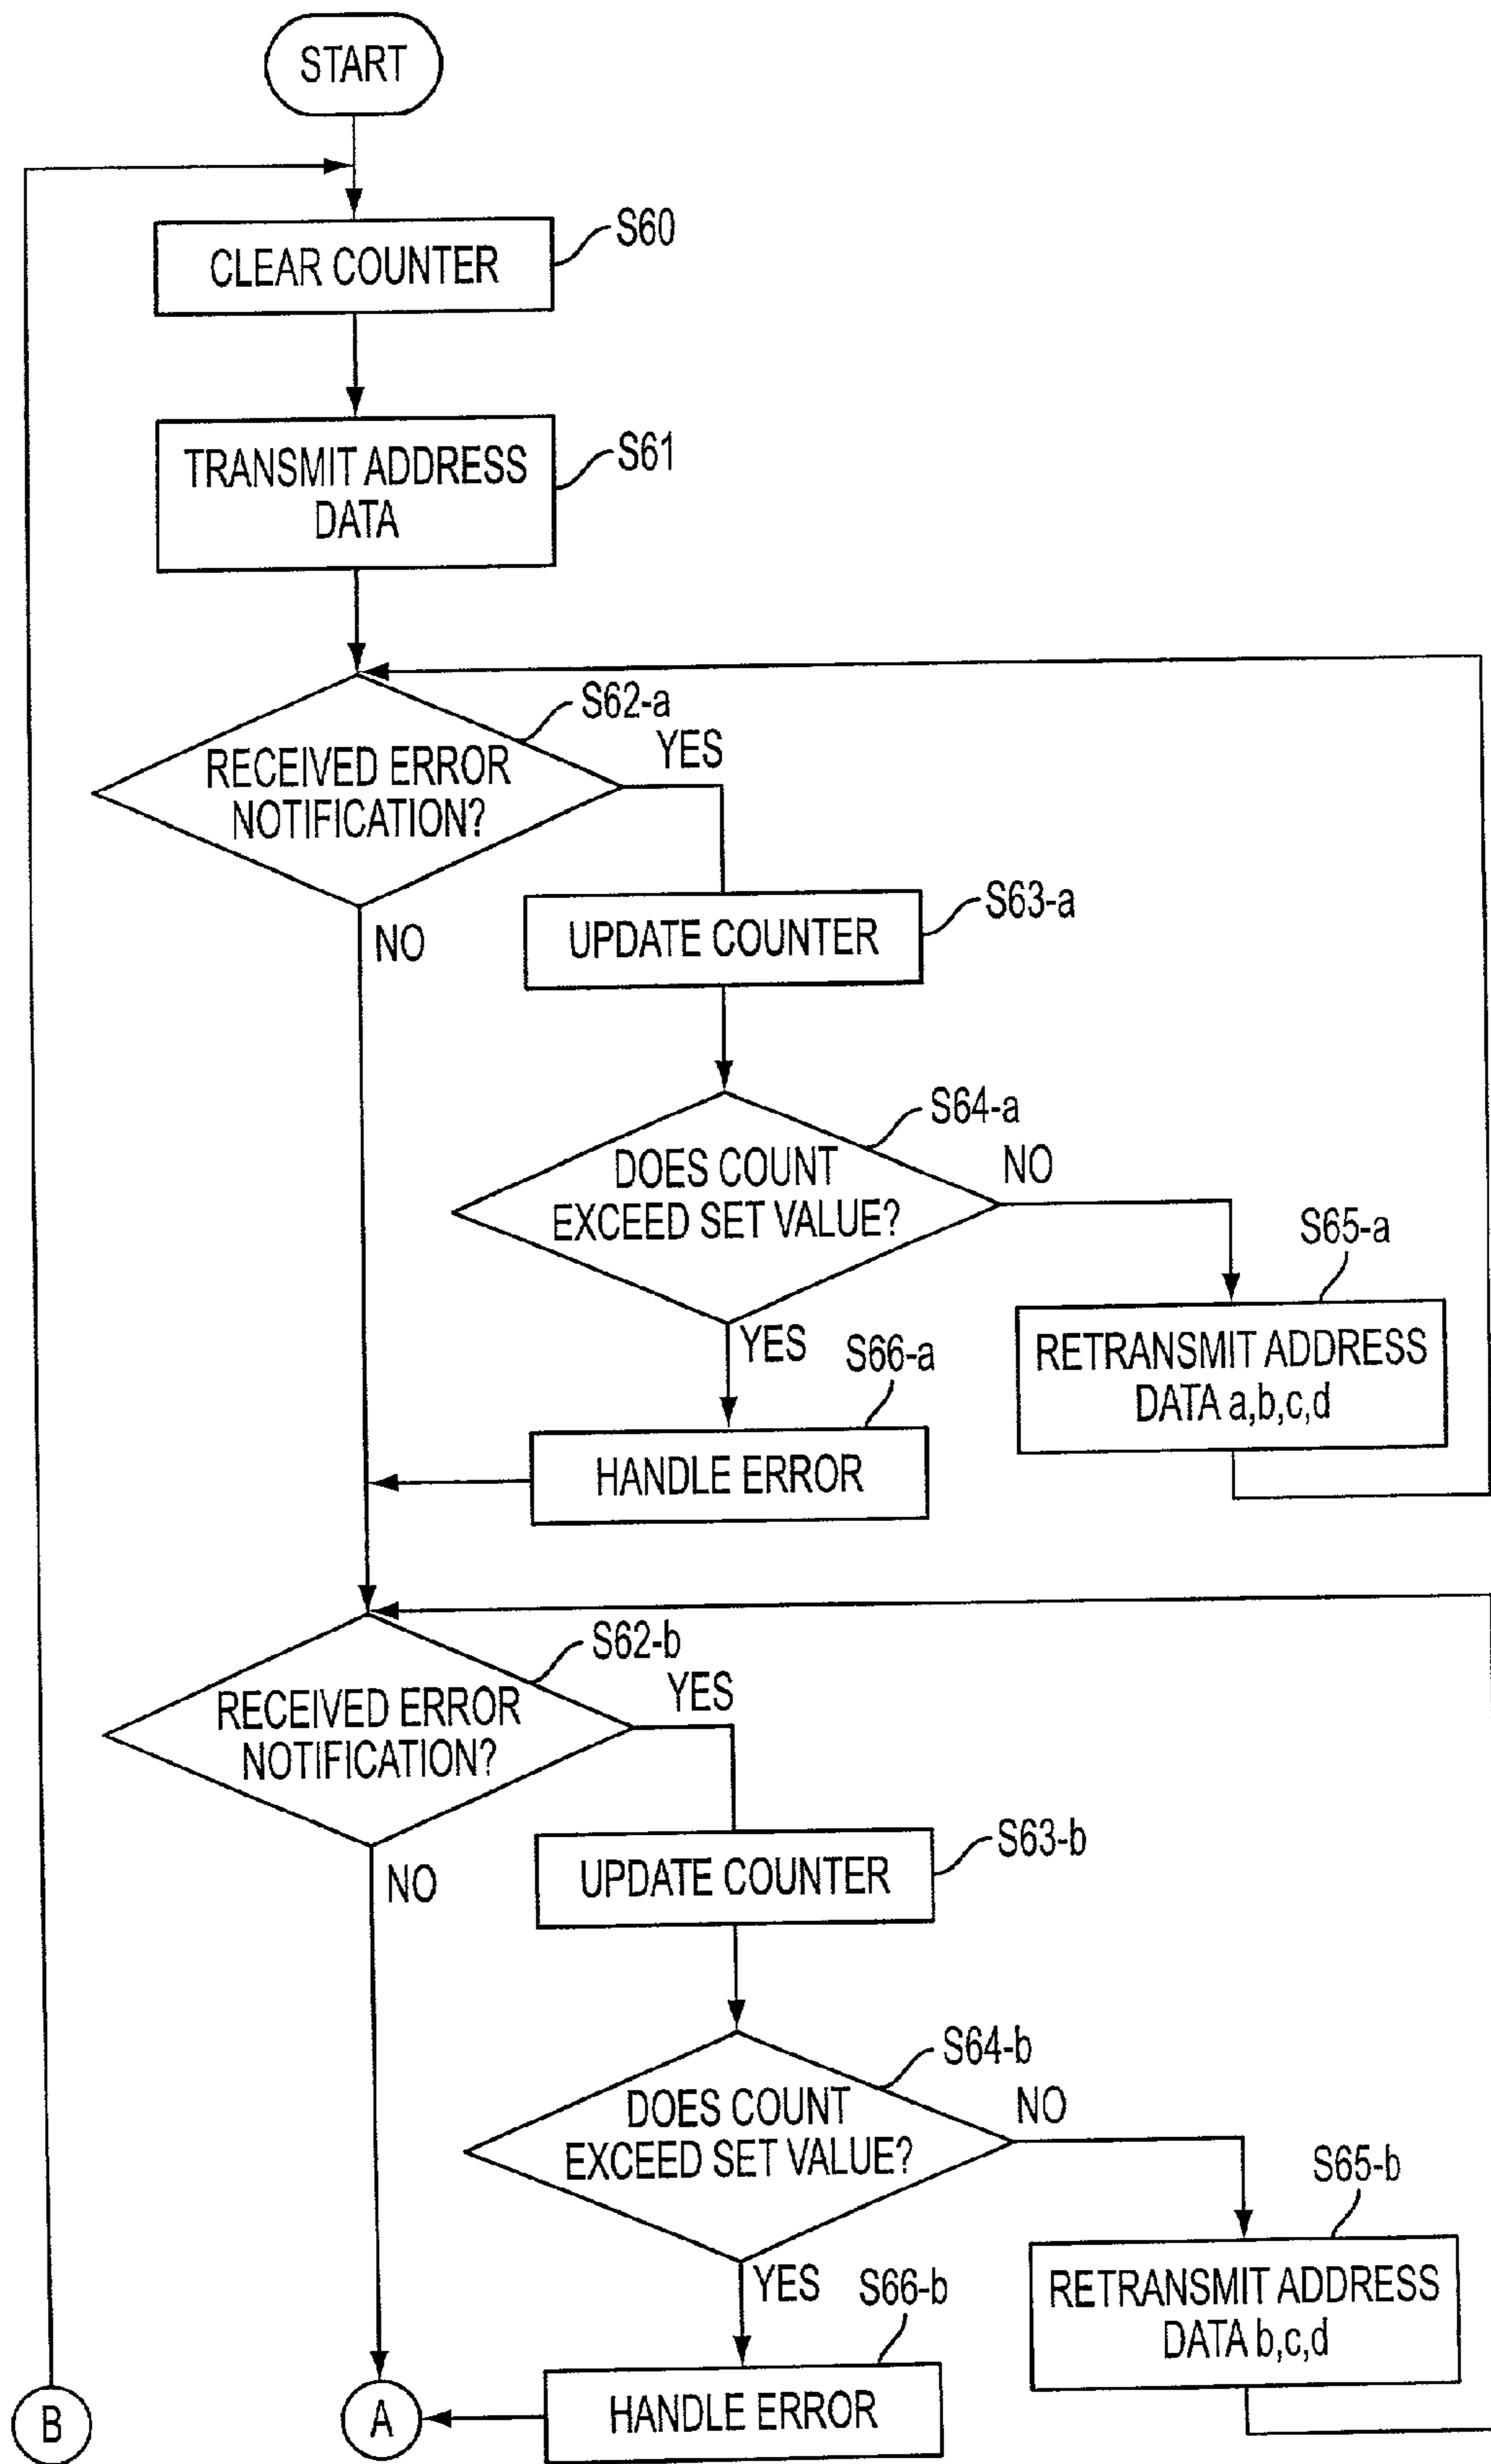 START
CLEAR COUNTER
S60
TRANSMIT ADDRESS
DATA
S61
RECEIVED ERROR
NOTIFICATION?
S62-a
YES
NO
UPDATE COUNTER
S63-a
DOES COUNT
EXCEED SET VALUE?
S64-a
NO
YES
S65-a
RETRANSMIT ADDRESS
DATA a,b,c,d
S66-a
HANDLE ERROR
RECEIVED ERROR
NOTIFICATION?
S62-b
YES
NO
UPDATE COUNTER
S63-b
DOES COUNT
EXCEED SET VALUE?
S64-b
NO
YES
S65-b
RETRANSMIT ADDRESS
DATA b,c,d
S66-b
HANDLE ERROR
B
A